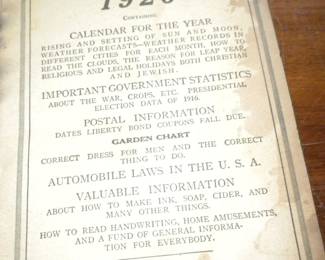 1920
CONTAINING
CALENDAR FOR THE YEAR
RISING AND SETTING OF SUN AND MOON,
WEATHER FORECASTS—WEATHER RECORDS IN
DIFFERENT CITIES FOR EACH MONTH, HOW TO
READ THE CLOUDS, THE REASON FOR LEAP YEAR,
RELIGIOUS AND LEGAL HOLIDAYS BOTH CHRISTIAN
AND JEWISH.
IMPORTANT GOVERNMENT STATISTICS
ABOUT THE WAR, CROPS, ETC. PRESIDENTIAL
ELECTION DATA OF 1916.
POSTAL INFORMATION
DATES LIBERTY BOND COUPONS FALL DUE.
GARDEN CHART
CORRECT DRESS FOR MEN AND THE CORRECT
THING TO DO.
AUTOMOBILE LAWS IN THE U. S. A.
VALUABLE INFORMATION
ABOUT HOW TO MAKE INK, SOAP, CIDER, AND
MANY OTHER THINGS.
HOW TO READ HANDWRITING, HOME AMUSEMENTS,
AND A FUND OF GENERAL INFORMA-
TION FOR EVERYBODY.